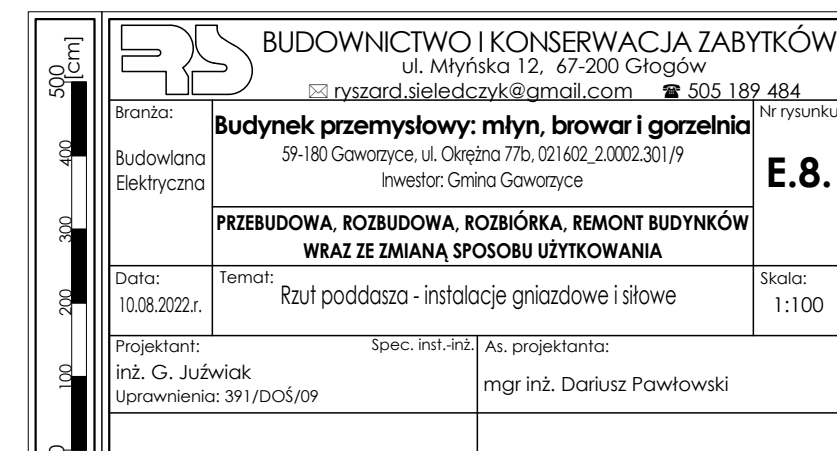 500
[cm]
400
300
200
100
RS
BUDOWNICTWO I KONSERWACJA ZABYTKÓW
ul. Młyńska 12, 67-200 Głogów
✉ ryszard.sieledczyk@gmail.com ☎ 505 189 484
Branża:
Budowlana
Elektryczna
Budynek przemysłowy: młyn, browar i gorzelnia
59-180 Gaworzyce, ul. Okrężna 77b, 021602_2.0002.301/9
Inwestor: Gmina Gaworzyce
Nr rysunku
E.8.
PRZEBUDOWA, ROZBUDOWA, ROZBIÓRKA, REMONT BUDYNKÓW
WRAZ ZE ZMIANĄ SPOSOBU UŻYTKOWANIA
Data:
10.08.2022.r.
Temat:
Rzut poddasza - instalacje gniazdowe i siłowe
Skala:
1:100
Projektant:
Spec. inst.-inż.
inż. G. Juźwiak
Uprawnienia: 391/DOŚ/09
As. projektanta:
mgr inż. Dariusz Pawłowski